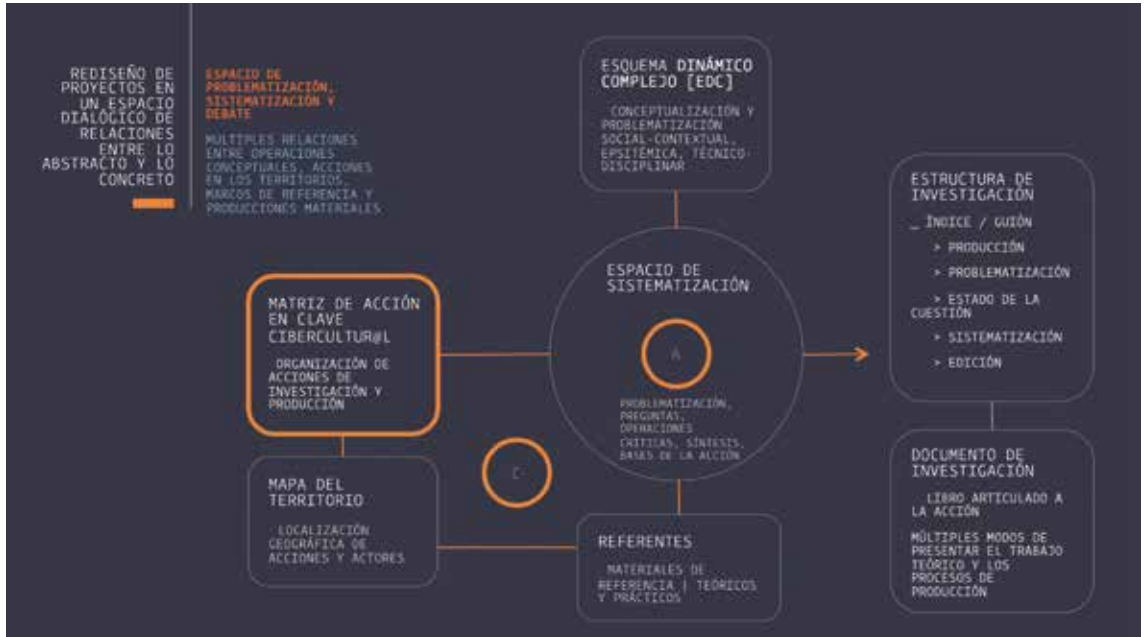 REDISEÑO DE
PROYECTOS EN
UN ESPACIO
DIALÓGICO DE
RELACIONES
ENTRE LO
ABSTRACTO Y LO
CONCRETO
ESPACIO DE
PROBLEMATIZACIÓN,
SISTEMATIZACIÓN Y
DEBATE
MÚLTIPLES RELACIONES
ENTRE OPERACIONES
CONCEPTUALES, ACCIONES
EN LOS TERRITORIOS,
MARCOS DE REFERENCIA Y
PRODUCCIONES MATERIALES
ESQUEMA DINÁMICO
COMPLEJO [EDC]
CONCEPTUALIZACIÓN Y
PROBLEMATIZACIÓN
SOCIAL-CONTEXTUAL,
EPSITÉMICA, TÉCNICO-
DISCIPLINAR
MATRIZ DE ACCIÓN
EN CLAVE
CIBERCULTUR@L
ORGANIZACIÓN DE
ACCIONES DE
INVESTIGACIÓN Y
PRODUCCIÓN
ESPACIO DE
SISTEMATIZACIÓN
A
PROBLEMATIZACIÓN,
PREGUNTAS,
OPERACIONES
CRÍTICAS, SÍNTESIS,
BASES DE LA ACCIÓN
C
MAPA DEL
TERRITORIO
LOCALIZACIÓN
GEOGRÁFICA DE
ACCIONES Y ACTORES
REFERENTES
MATERIALES DE
REFERENCIA | TEÓRICOS
Y PRÁCTICOS
ESTRUCTURA DE
INVESTIGACIÓN
_ ÍNDICE / GUIÓN
> PRODUCCIÓN
> PROBLEMATIZACIÓN
> ESTADO DE LA
CUESTIÓN
> SISTEMATIZACIÓN
> EDICIÓN
DOCUMENTO DE
INVESTIGACIÓN
LIBRO ARTICULADO A
LA ACCIÓN
MÚLTIPLES MODOS DE
PRESENTAR EL TRABAJO
TEÓRICO Y LOS
PROCESOS DE
PRODUCCIÓN